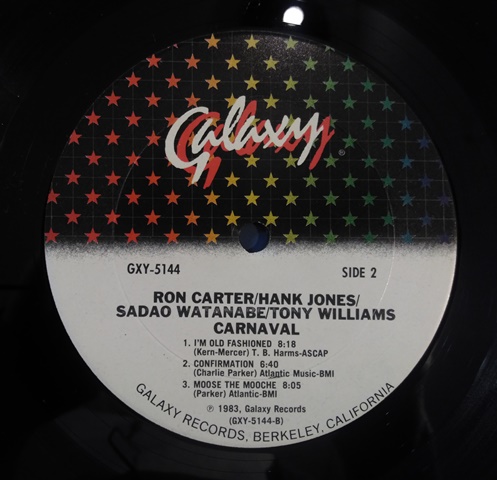 Galaxy®
GXY-5144 SIDE 2
RON CARTER/HANK JONES/
SADAO WATANABE/TONY WILLIAMS
CARNAVAL
1. I'M OLD FASHIONED 8:18
(Kern-Mercer) T. B. Harms-ASCAP
2. CONFIRMATION 6:40
(Charlie Parker) Atlantic Music-BMI
3. MOOSE THE MOOCHE 8:05
(Parker) Atlantic-BMI
℗ 1983, Galaxy Records
(GXY-5144-B)
GALAXY RECORDS, BERKELEY, CALIFORNIA